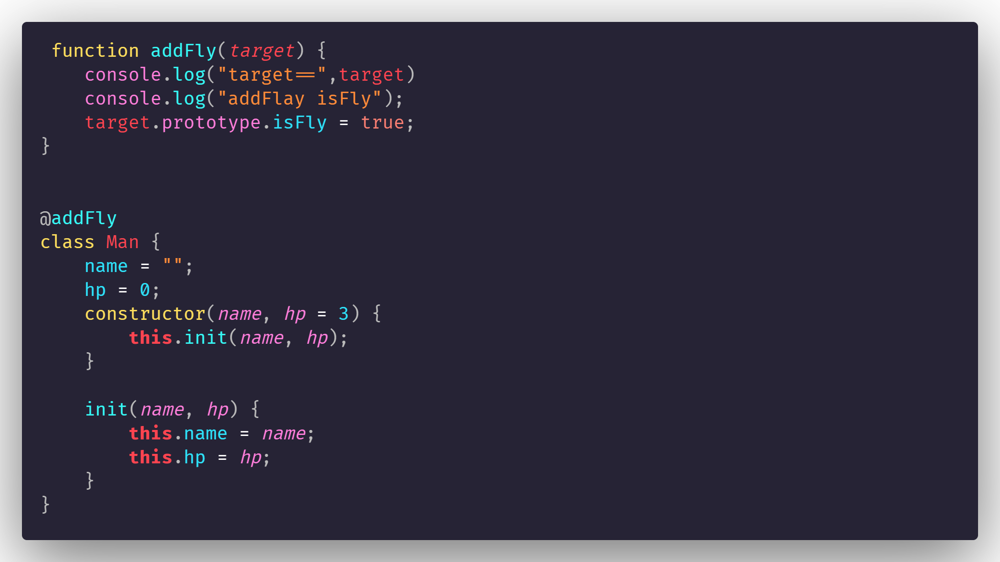 function addFly(target) {
    console.log("target==",target)
    console.log("addFlay isFly");
    target.prototype.isFly = true;
}
@addFly
class Man {
    name = "";
    hp = 0;
    constructor(name, hp = 3) {
        this.init(name, hp);
    }
    init(name, hp) {
        this.name = name;
        this.hp = hp;
    }
}